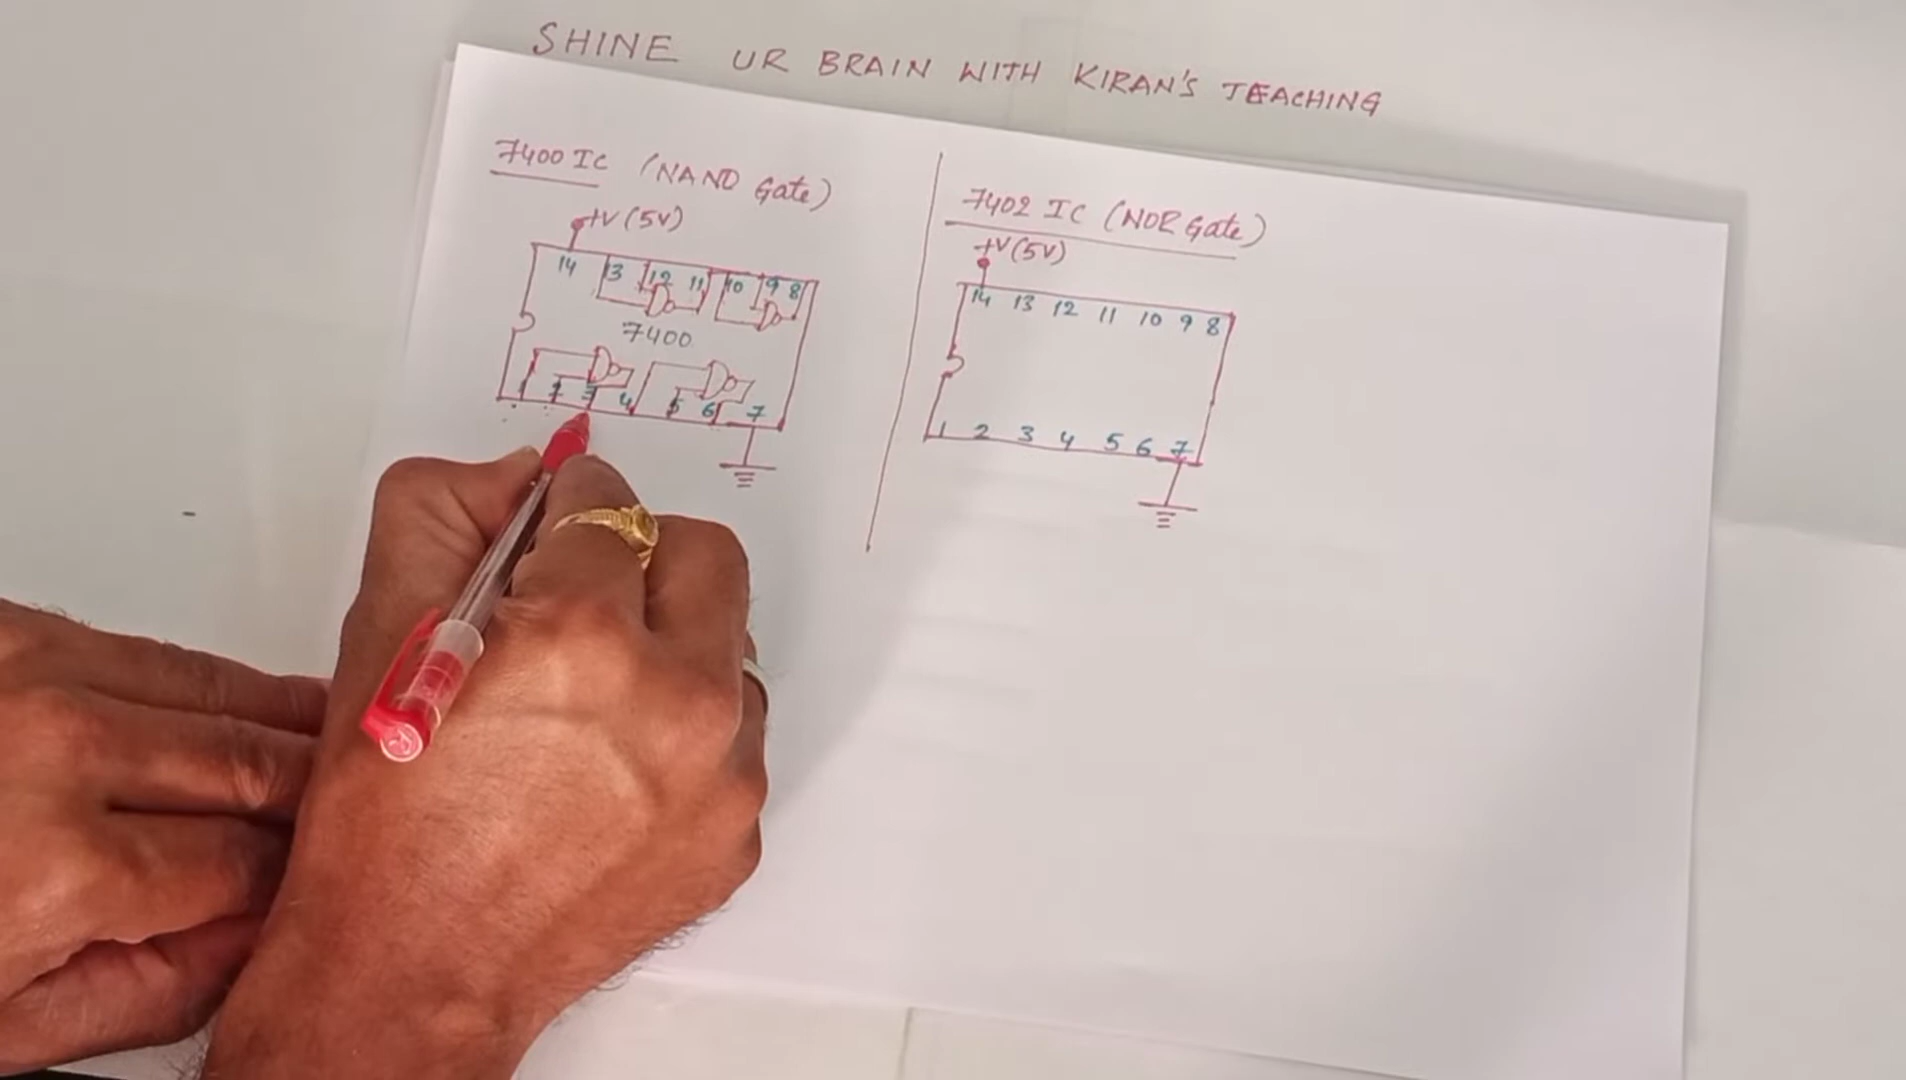 SHINE UR BRAIN WITH KIRAN'S TEACHING
7400 IC (NAND Gate)
+V (5V)
14 13 12 11 10 9 8
7400
1 2 3 4 5 6 7
7402 IC (NOR Gate)
+V (5V)
14 13 12 11 10 9 8
1 2 3 4 5 6 7